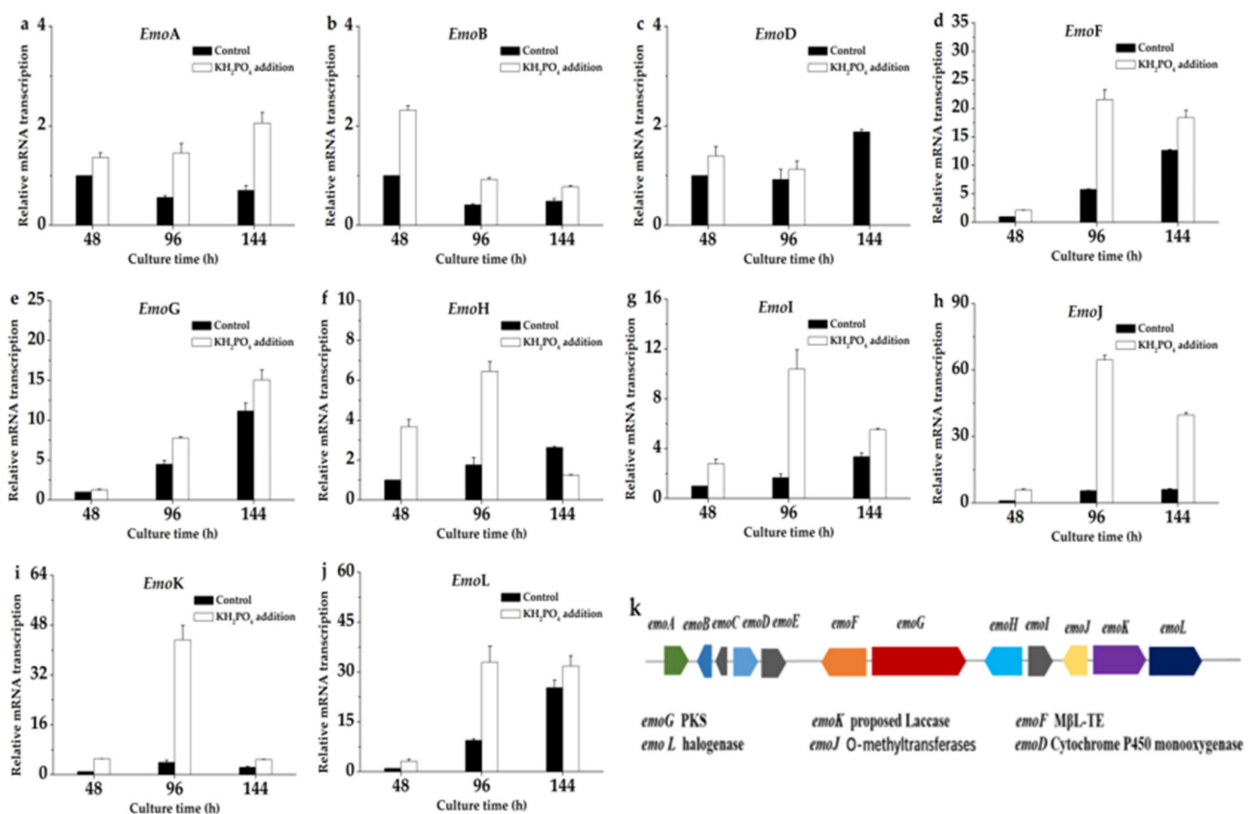 a
EmoA
Control
KH2PO4 addition
Relative mRNA transcription
4
2
0
48 96 144
Culture time (h)
b
EmoB
Control
KH2PO4 addition
Relative mRNA transcription
4
2
0
48 96 144
Culture time (h)
c
EmoD
Control
KH2PO4 addition
Relative mRNA transcription
4
2
0
48 96 144
Culture time (h)
d
EmoF
Control
KH2PO4 addition
Relative mRNA transcription
35
30
25
20
15
10
5
0
48 96 144
Culture time (h)
e
EmoG
Control
KH2PO4 addition
Relative mRNA transcription
25
20
15
10
5
0
48 96 144
Culture time (h)
f
EmoH
Control
KH2PO4 addition
Relative mRNA transcription
10
8
6
4
2
0
48 96 144
Culture time (h)
g
EmoI
Control
KH2PO4 addition
Relative mRNA transcription
16
12
8
4
0
48 96 144
Culture time (h)
h
EmoJ
Control
KH2PO4 addition
Relative mRNA transcription
90
60
30
0
48 96 144
Culture time (h)
i
EmoK
Control
KH2PO4 addition
Relative mRNA transcription
64
48
32
16
0
48 96 144
Culture time (h)
j
EmoL
Control
KH2PO4 addition
Relative mRNA transcription
60
45
30
15
0
48 96 144
Culture time (h)
k
emoA emoB emoC emoD emoE emoF emoG emoH emoI emoJ emoK emoL
emoG PKS emoK proposed Laccase emoF MβL-TE
emo L halogenase emoJ O-methyltransferases emoD Cytochrome P450 monooxygenase